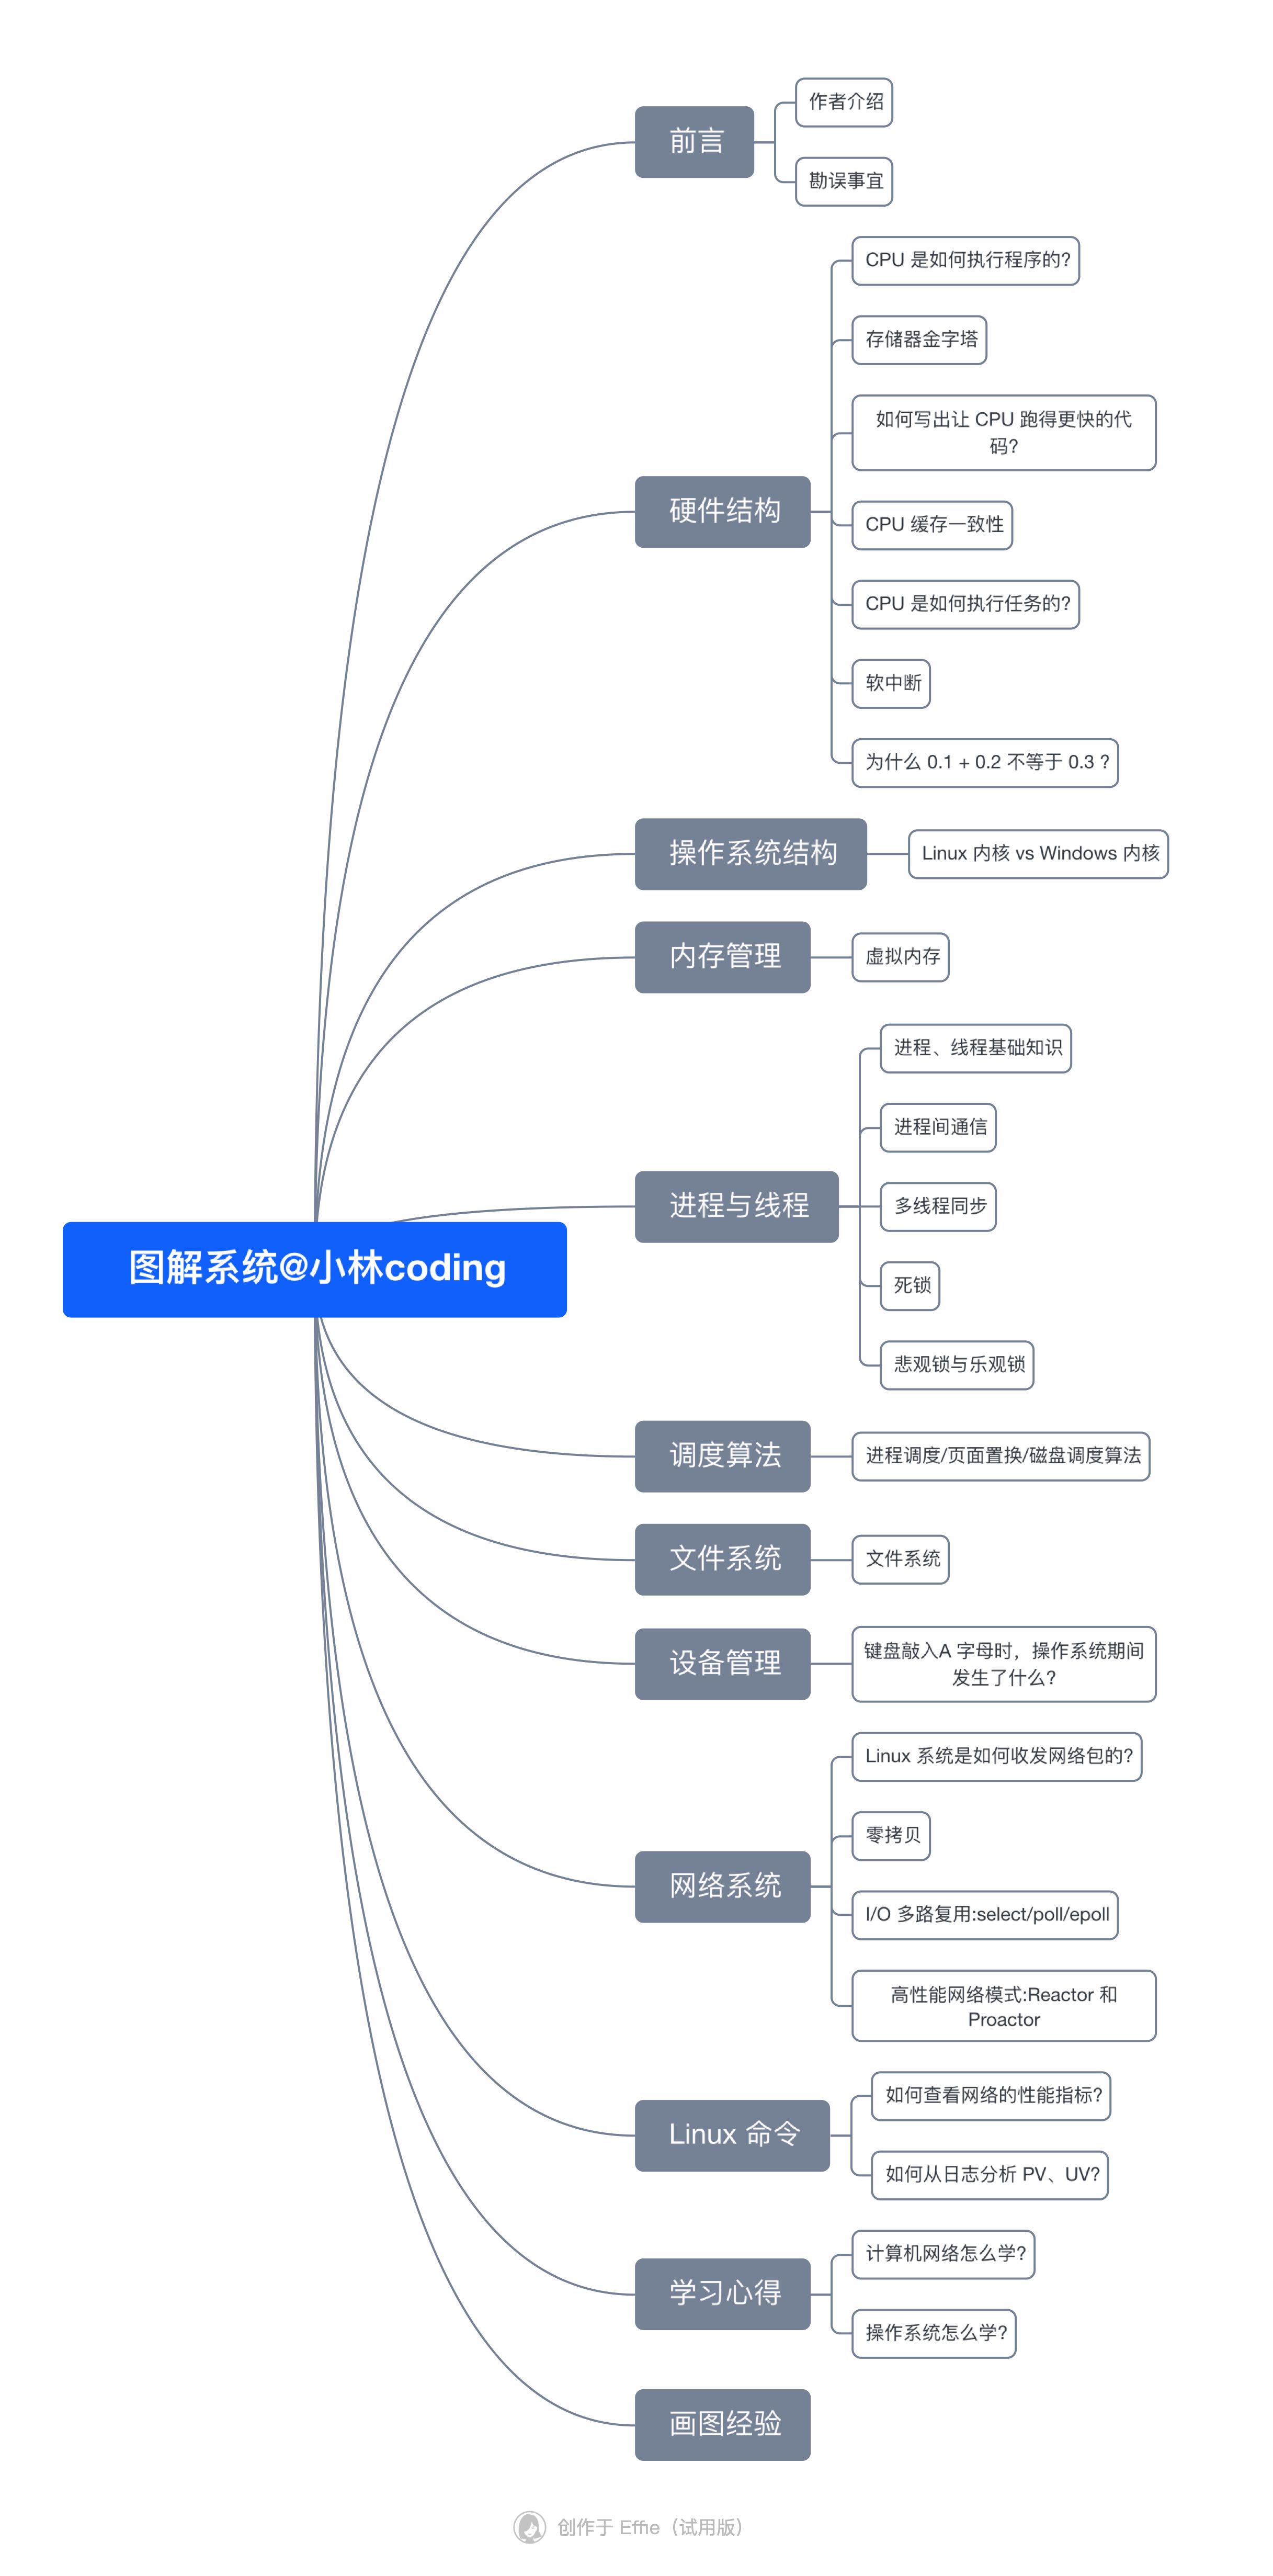 前言
作者介绍
勘误事宜
硬件结构
CPU 是如何执行程序的?
存储器金字塔
如何写出让 CPU 跑得更快的代
码?
CPU 缓存一致性
CPU 是如何执行任务的?
软中断
为什么 0.1 + 0.2 不等于 0.3 ?
操作系统结构
Linux 内核 vs Windows 内核
内存管理
虚拟内存
图解系统@小林coding
进程与线程
进程、线程基础知识
进程间通信
多线程同步
死锁
悲观锁与乐观锁
调度算法
进程调度/页面置换/磁盘调度算法
文件系统
文件系统
设备管理
键盘敲入A 字母时，操作系统期间
发生了什么?
网络系统
Linux 系统是如何收发网络包的?
零拷贝
I/O 多路复用:select/poll/epoll
高性能网络模式:Reactor 和
Proactor
Linux 命令
如何查看网络的性能指标?
如何从日志分析 PV、UV?
学习心得
计算机网络怎么学?
操作系统怎么学?
画图经验
创作于 Effie（试用版）